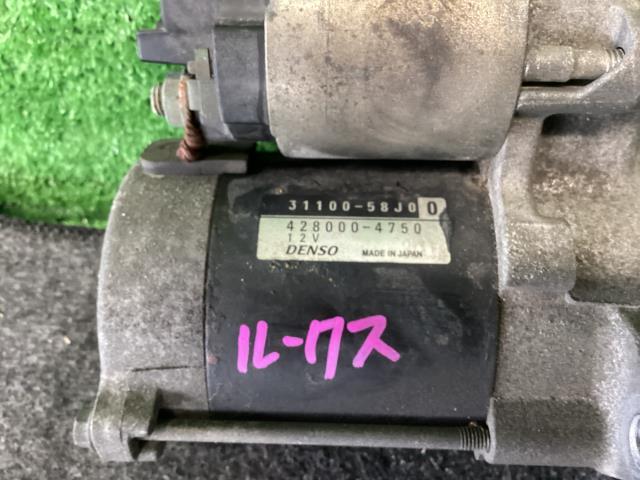 31100-58J0 0
428000-4750
12V
DENSO MADE IN JAPAN
ルークス